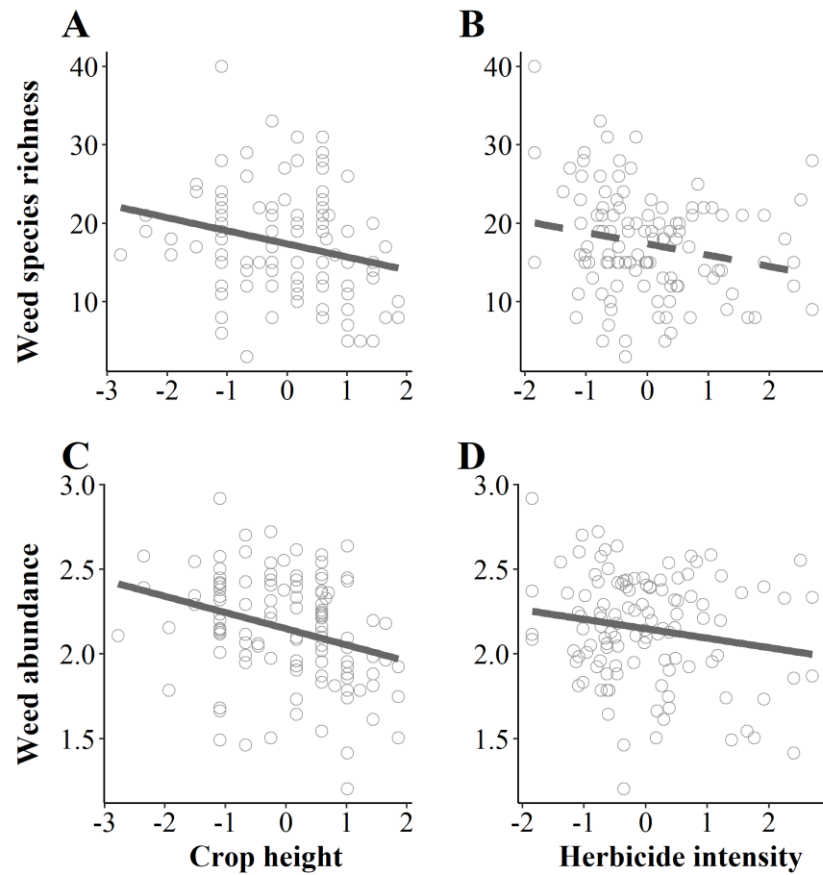 A
B
Weed species richness
40
30
20
10
-3 -2 -1 0 1 2
40
30
20
10
-2 -1 0 1 2
C
D
Weed abundance
3.0
2.5
2.0
1.5
-3 -2 -1 0 1 2
Crop height
3.0
2.5
2.0
1.5
-2 -1 0 1 2
Herbicide intensity